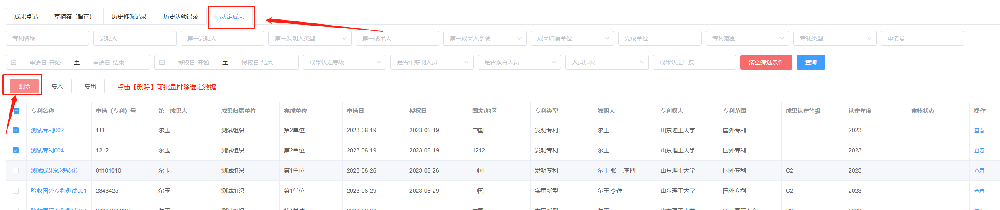 成果登记 草稿箱（暂存） 历史修改记录 历史认领记录 已认定成果
专利名称 发明人 第一发明人 第一发明人类型 第一成果人 第一成果人学院 成果归属单位 完成单位 专利范围 专利类型 申请号
申请日-开始 至 申请日-结束 授权日-开始 至 授权日-结束 成果认定等级 是否年薪制人员 是否双百人员 人员层次 成果认定年度 清空筛选条件 查询
删除 导入 导出 点击【删除】可批量排除选定数据
专利名称 申请（专利）号 第一成果人 成果归属单位 完成单位 申请日 授权日 国家/地区 专利类型 发明人 专利权人 专利范围 成果认定等级 认定年度 审核状态 操作
测试专利002 111 尔玉 测试组织 第2单位 2023-06-19 2023-06-19 中国 发明专利 尔玉 山东理工大学 国外专利 2023 查看
测试专利004 1212 尔玉 测试组织 第2单位 2023-06-19 2023-06-19 1212 发明专利 尔玉 山东理工大学 国外专利 2023 查看
测试成果转移转化 01101010 尔玉 测试组织 第1单位 2023-06-26 2023-06-26 中国 发明专利 尔玉,张三,李四 山东理工大学 国外专利 C2 2023 查看
验收国外专利测试001 2343425 尔玉 测试组织 第1单位 2023-06-29 2023-06-29 中国 实用新型 尔玉,李律 山东理工大学 国外专利 C2 2023 查看